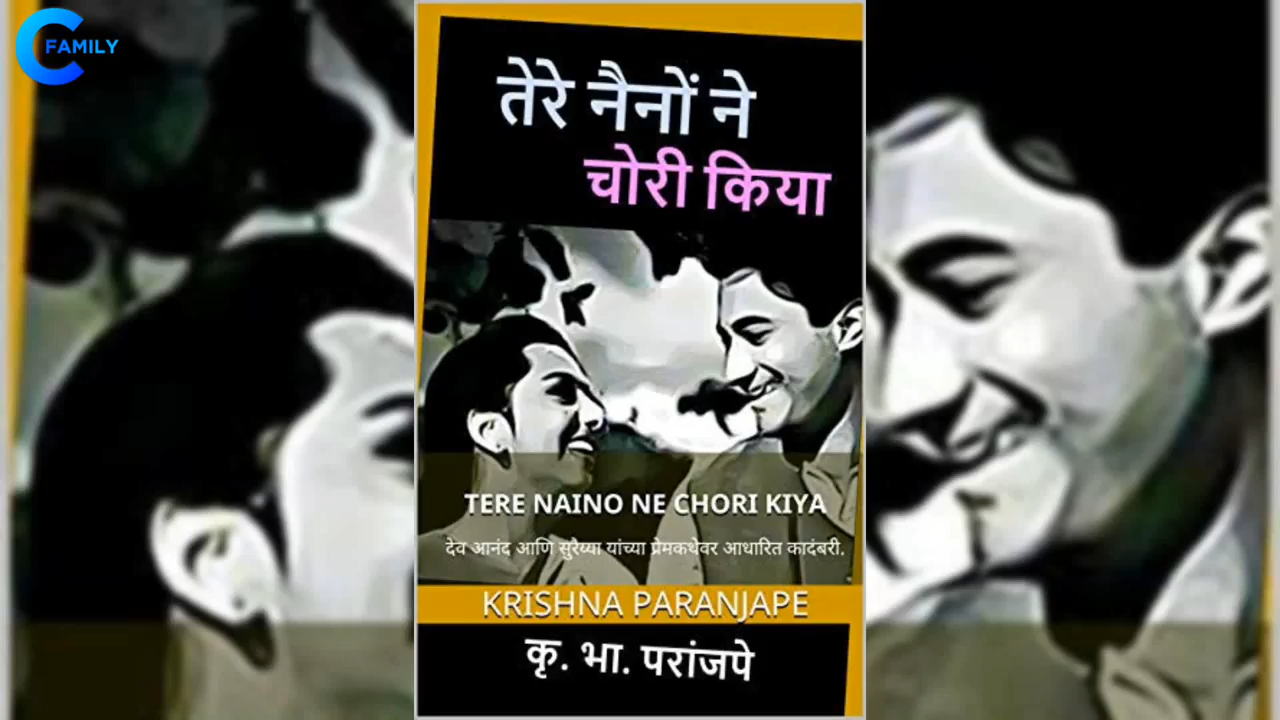 FAMILY
तेरे नैनों ने
चोरी किया
TERE NAINO NE CHORI KIYA
देव आनंद आणि सुरैय्या यांच्या प्रेमकथेवर आधारित कादंबरी.
KRISHNA PARANJAPE
कृ. भा. परांजपे